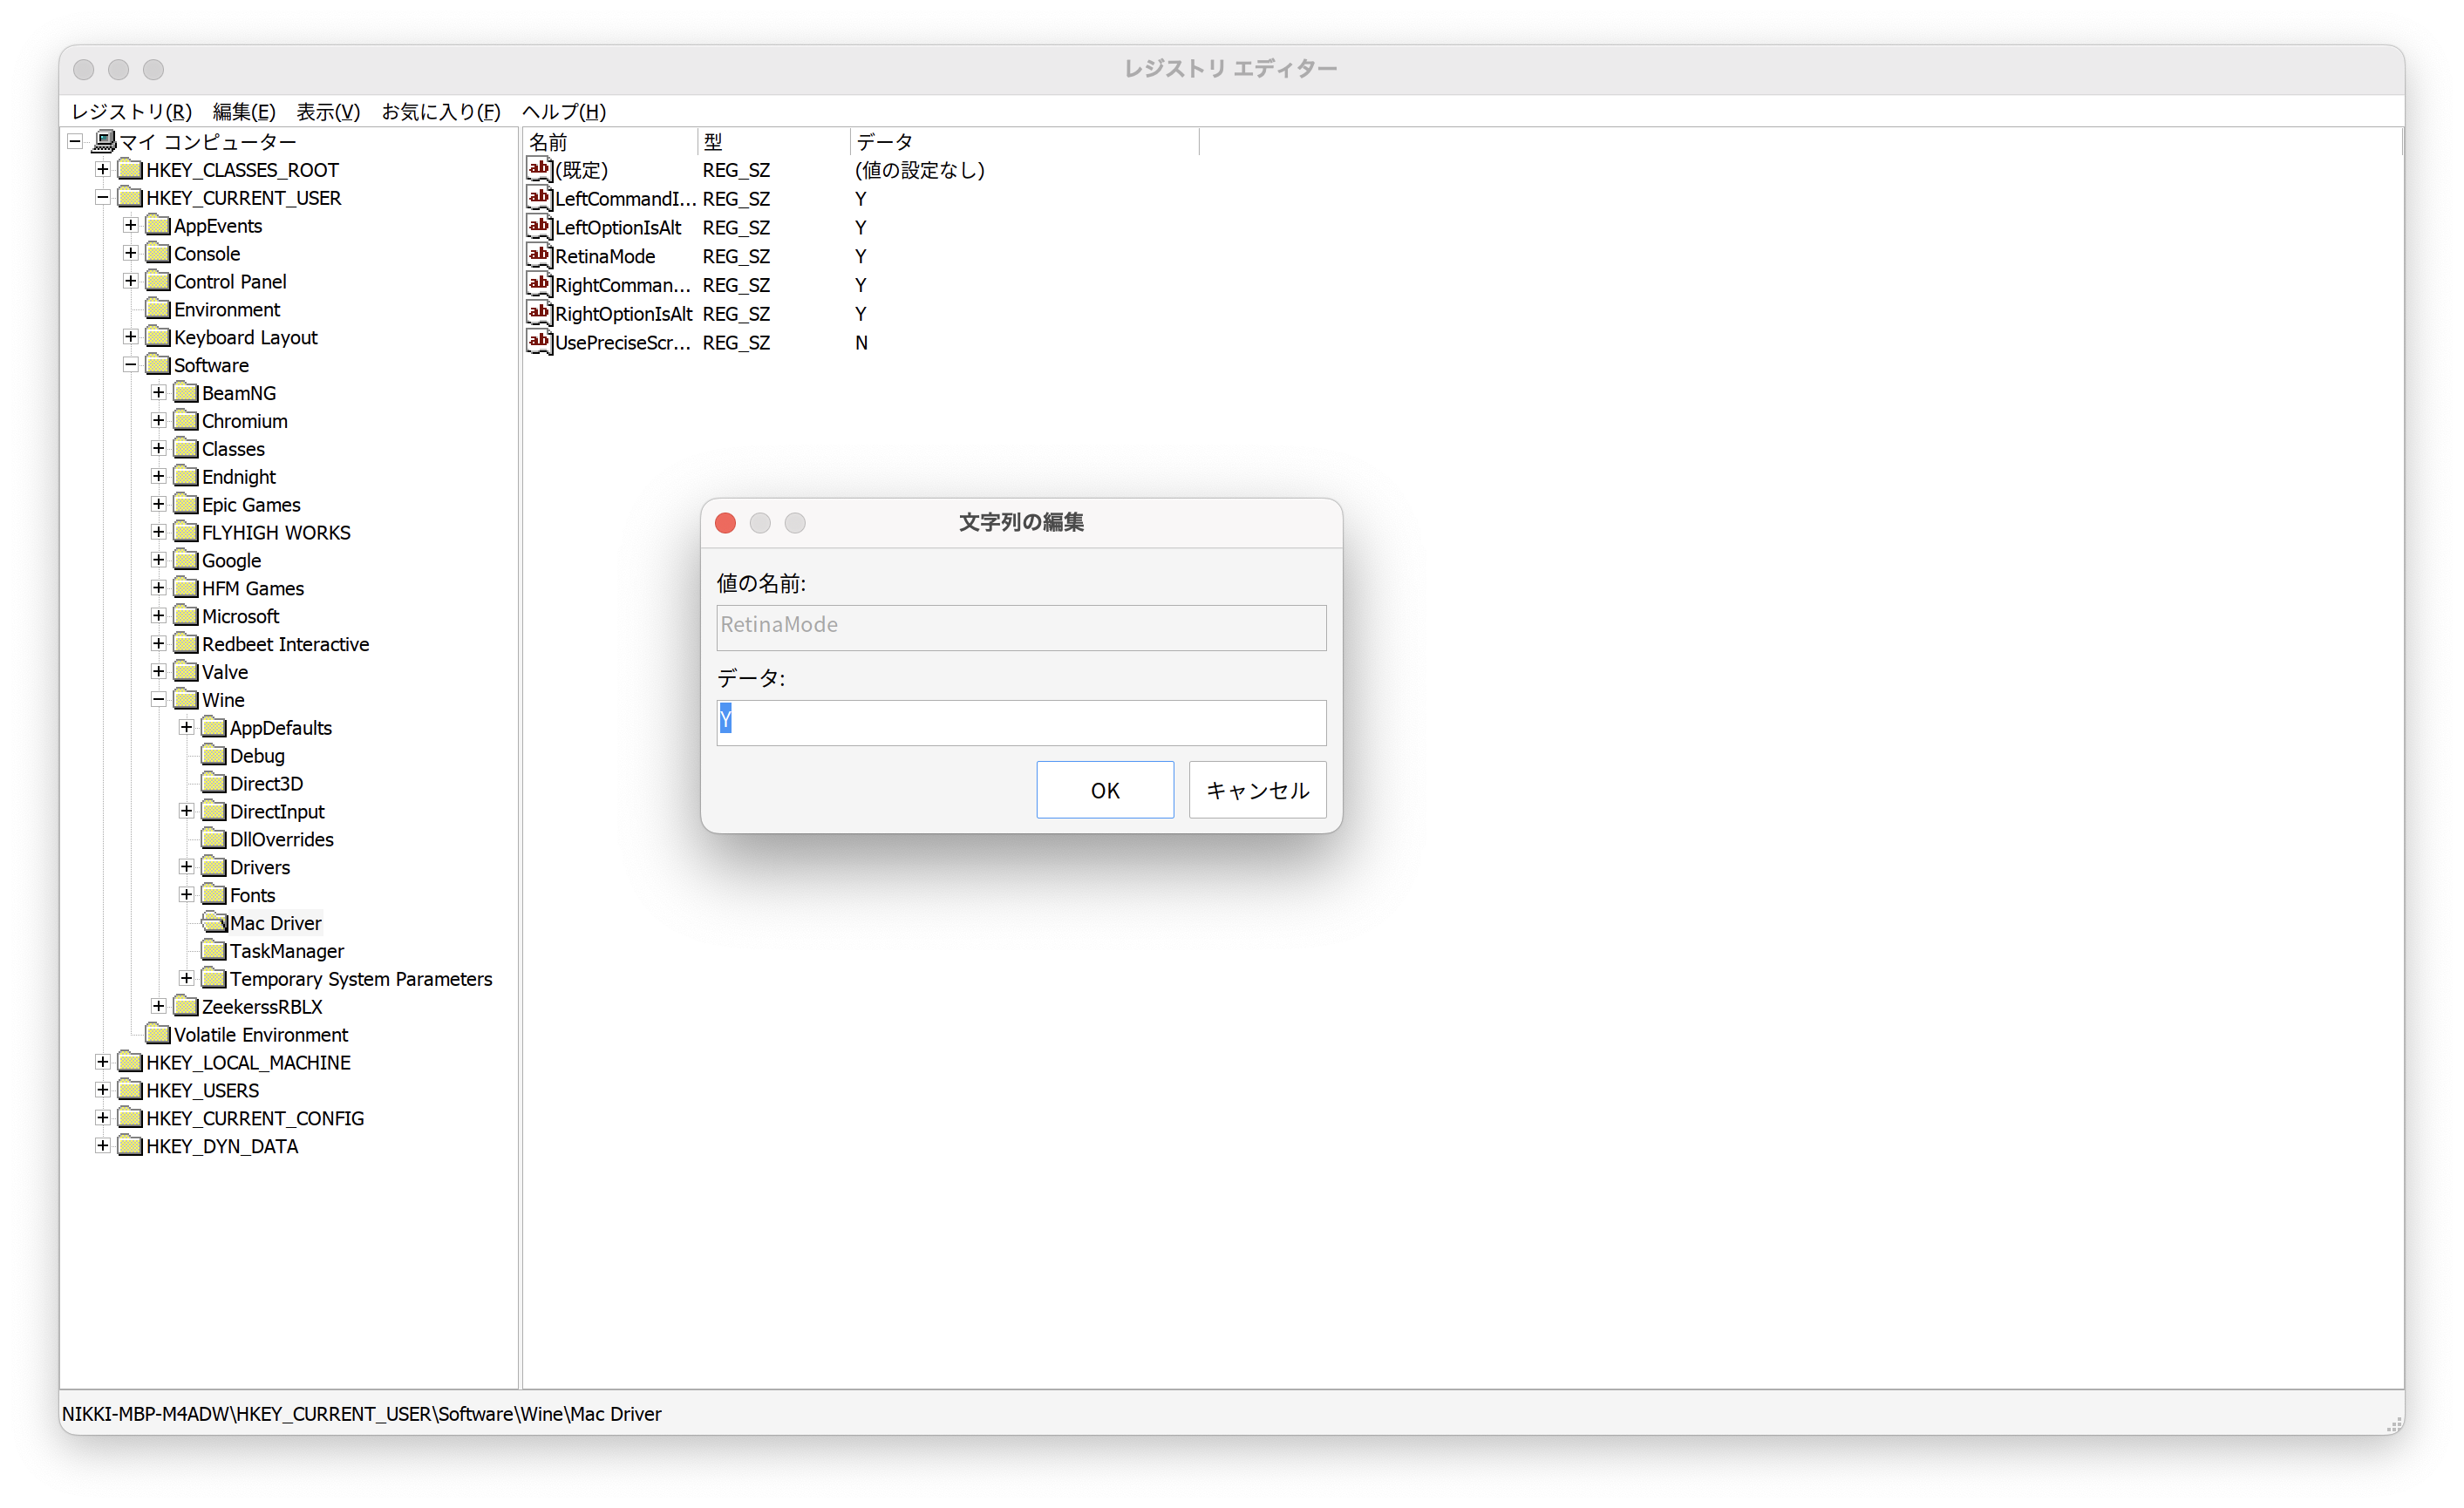 レジストリ エディター
レジストリ(R) 編集(E) 表示(V) お気に入り(F) ヘルプ(H)
マイ コンピューター
HKEY_CLASSES_ROOT
HKEY_CURRENT_USER
AppEvents
Console
Control Panel
Environment
Keyboard Layout
Software
BeamNG
Chromium
Classes
Endnight
Epic Games
FLYHIGH WORKS
Google
HFM Games
Microsoft
Redbeet Interactive
Valve
Wine
AppDefaults
Debug
Direct3D
DirectInput
DllOverrides
Drivers
Fonts
Mac Driver
TaskManager
Temporary System Parameters
ZeekerssRBLX
Volatile Environment
HKEY_LOCAL_MACHINE
HKEY_USERS
HKEY_CURRENT_CONFIG
HKEY_DYN_DATA
名前 型 データ
(既定) REG_SZ (値の設定なし)
LeftCommandI... REG_SZ Y
LeftOptionIsAlt REG_SZ Y
RetinaMode REG_SZ Y
RightComman... REG_SZ Y
RightOptionIsAlt REG_SZ Y
UsePreciseScr... REG_SZ N
文字列の編集
値の名前:
RetinaMode
データ:
Y
OK キャンセル
NIKKI-MBP-M4ADW\HKEY_CURRENT_USER\Software\Wine\Mac Driver